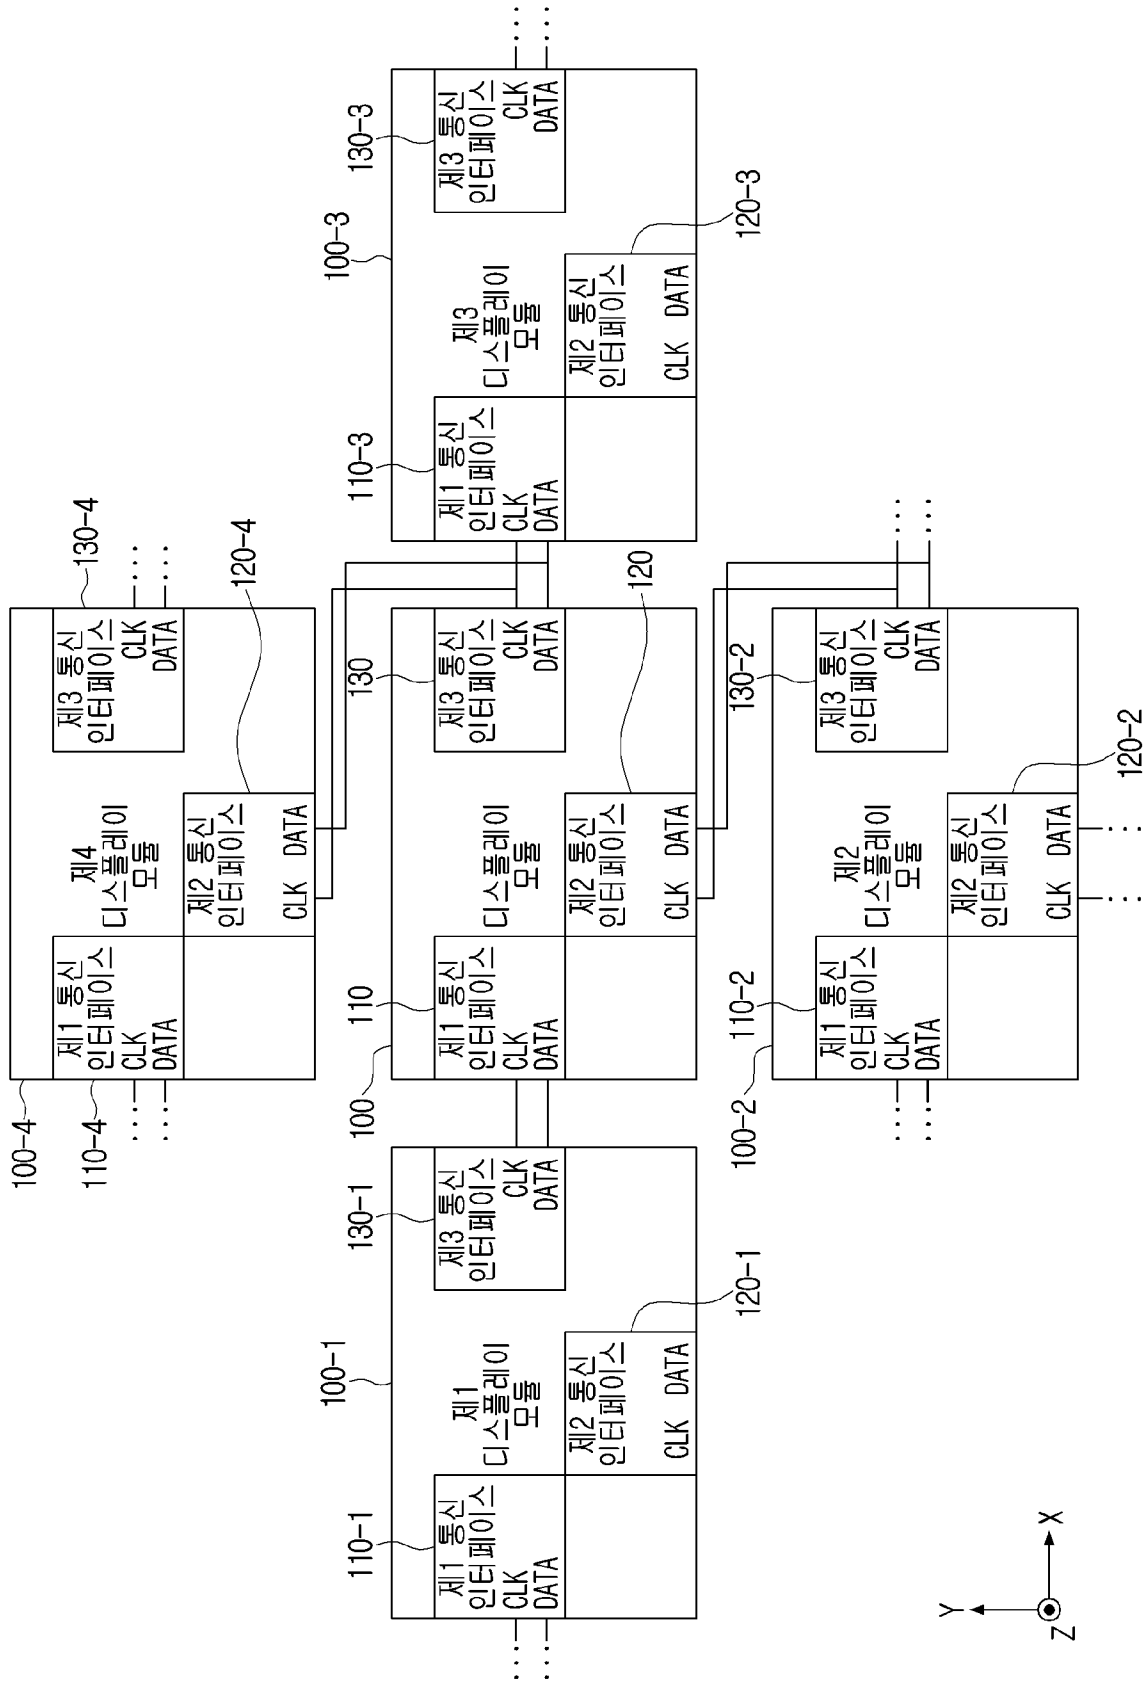 100-4
110-4
제1 통신
인터페이스
CLK
DATA
제4
디스플레이
모듈
130-4
제3 통신
인터페이스
CLK
DATA
제2 통신
인터페이스
CLK DATA
120-4
100-1
110-1
제1 통신
인터페이스
CLK
DATA
제1
디스플레이
모듈
130-1
제3 통신
인터페이스
CLK
DATA
제2 통신
인터페이스
CLK DATA
120-1
100
110
제1 통신
인터페이스
CLK
DATA
디스플레이
모듈
130
제3 통신
인터페이스
CLK
DATA
제2 통신
인터페이스
CLK DATA
120
100-3
110-3
제1 통신
인터페이스
CLK
DATA
제3
디스플레이
모듈
130-3
제3 통신
인터페이스
CLK
DATA
제2 통신
인터페이스
CLK DATA
120-3
100-2
110-2
제1 통신
인터페이스
CLK
DATA
제2
디스플레이
모듈
130-2
제3 통신
인터페이스
CLK
DATA
제2 통신
인터페이스
CLK DATA
120-2
Y
Z
X